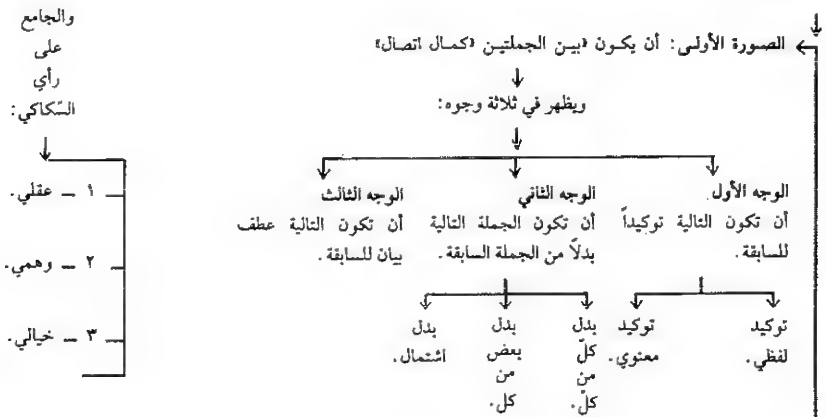 الصورة الأولى: أن يكون «بين الجملتين «كمال اتصال»
ويظهر في ثلاثة وجوه:
الوجه الأول
أن تكون التالية توكيداً
للسابقة.
توكيد
لفظي.
توكيد
معنوي.
الوجه الثاني
أن تكون الجملة التالية
بدلاً من الجملة السابقة.
بدل
كلّ
من
كلّ.
بدل
بعض
من
كل.
بدل
اشتمال.
الوجه الثالث
أن تكون التالية عطف
بيان للسابقة.
والجامع
على
رأي
السّكاكي:
١ ـ عقلي.
٢ ـ وهمي.
٣ ـ خيالي.